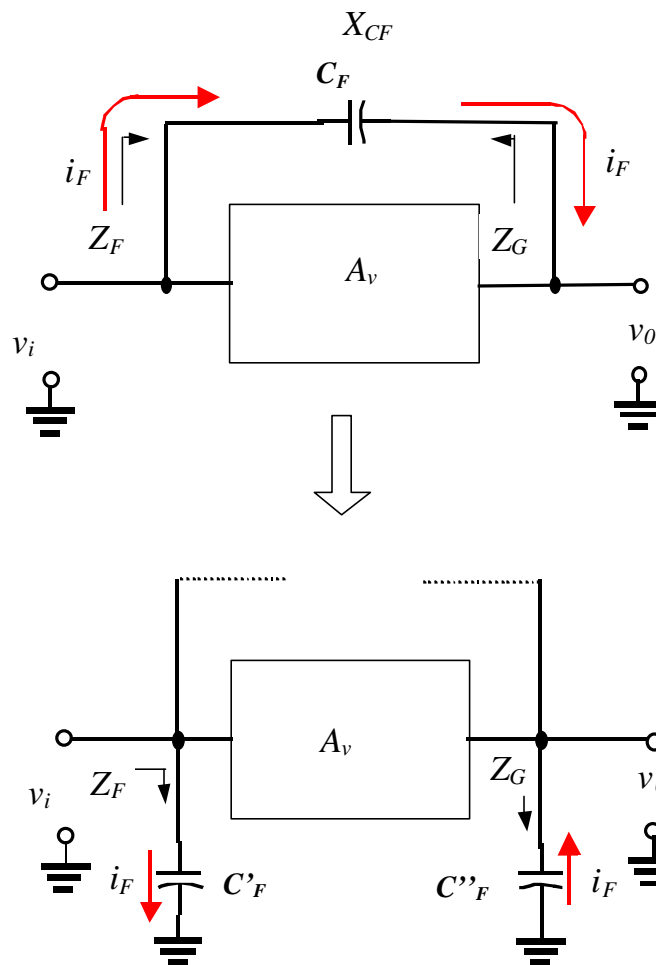 X_CF
C_F
i_F
i_F
Z_F
Z_G
A_v
v_i
v_0
A_v
Z_F
Z_G
v_i
i_F
C'_F
C''_F
i_F